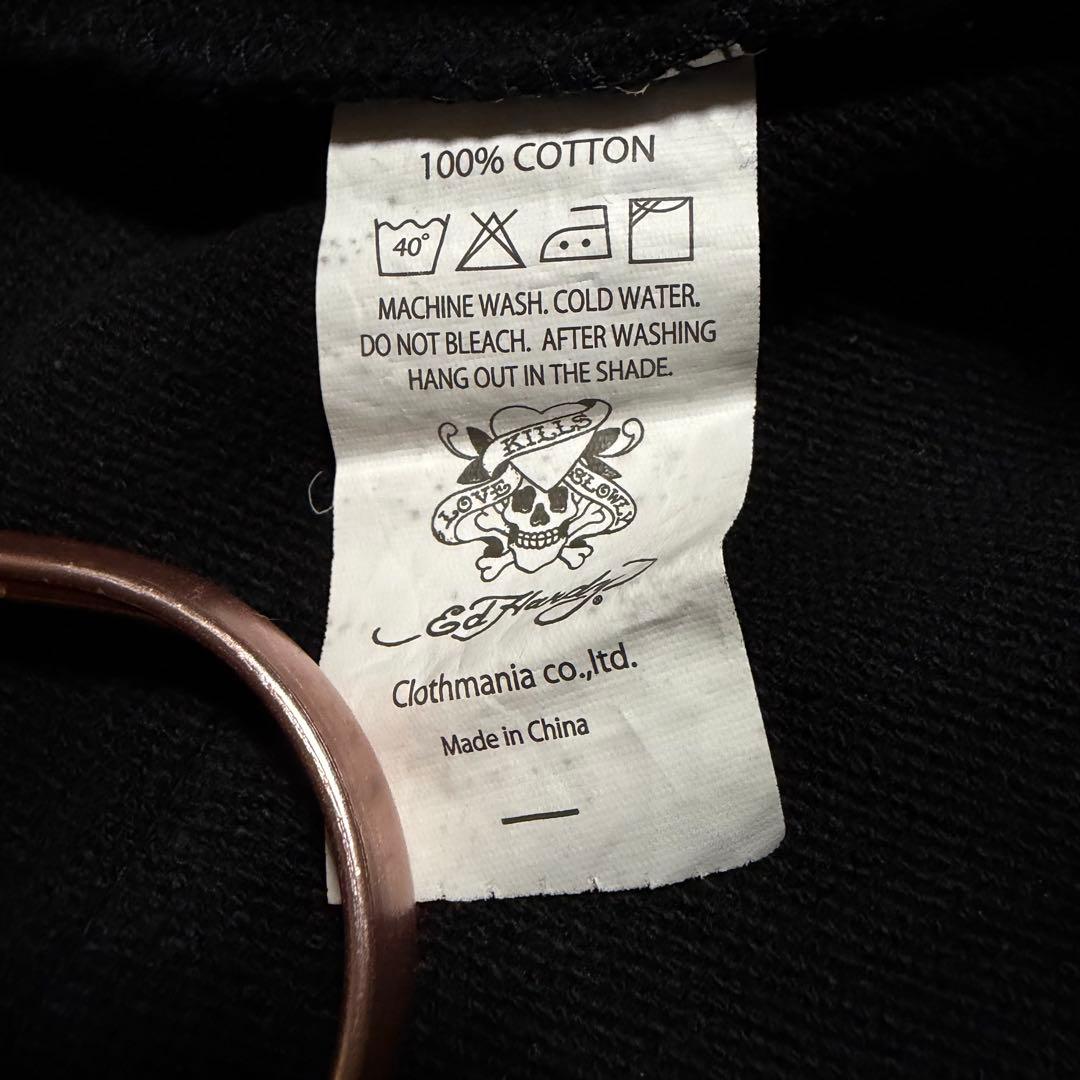 100% COTTON
40°
MACHINE WASH. COLD WATER.
DO NOT BLEACH. AFTER WASHING
HANG OUT IN THE SHADE.
KILLS
LOVE SLOWLY
Ed Hardy®
Clothmania co.,ltd.
Made in China